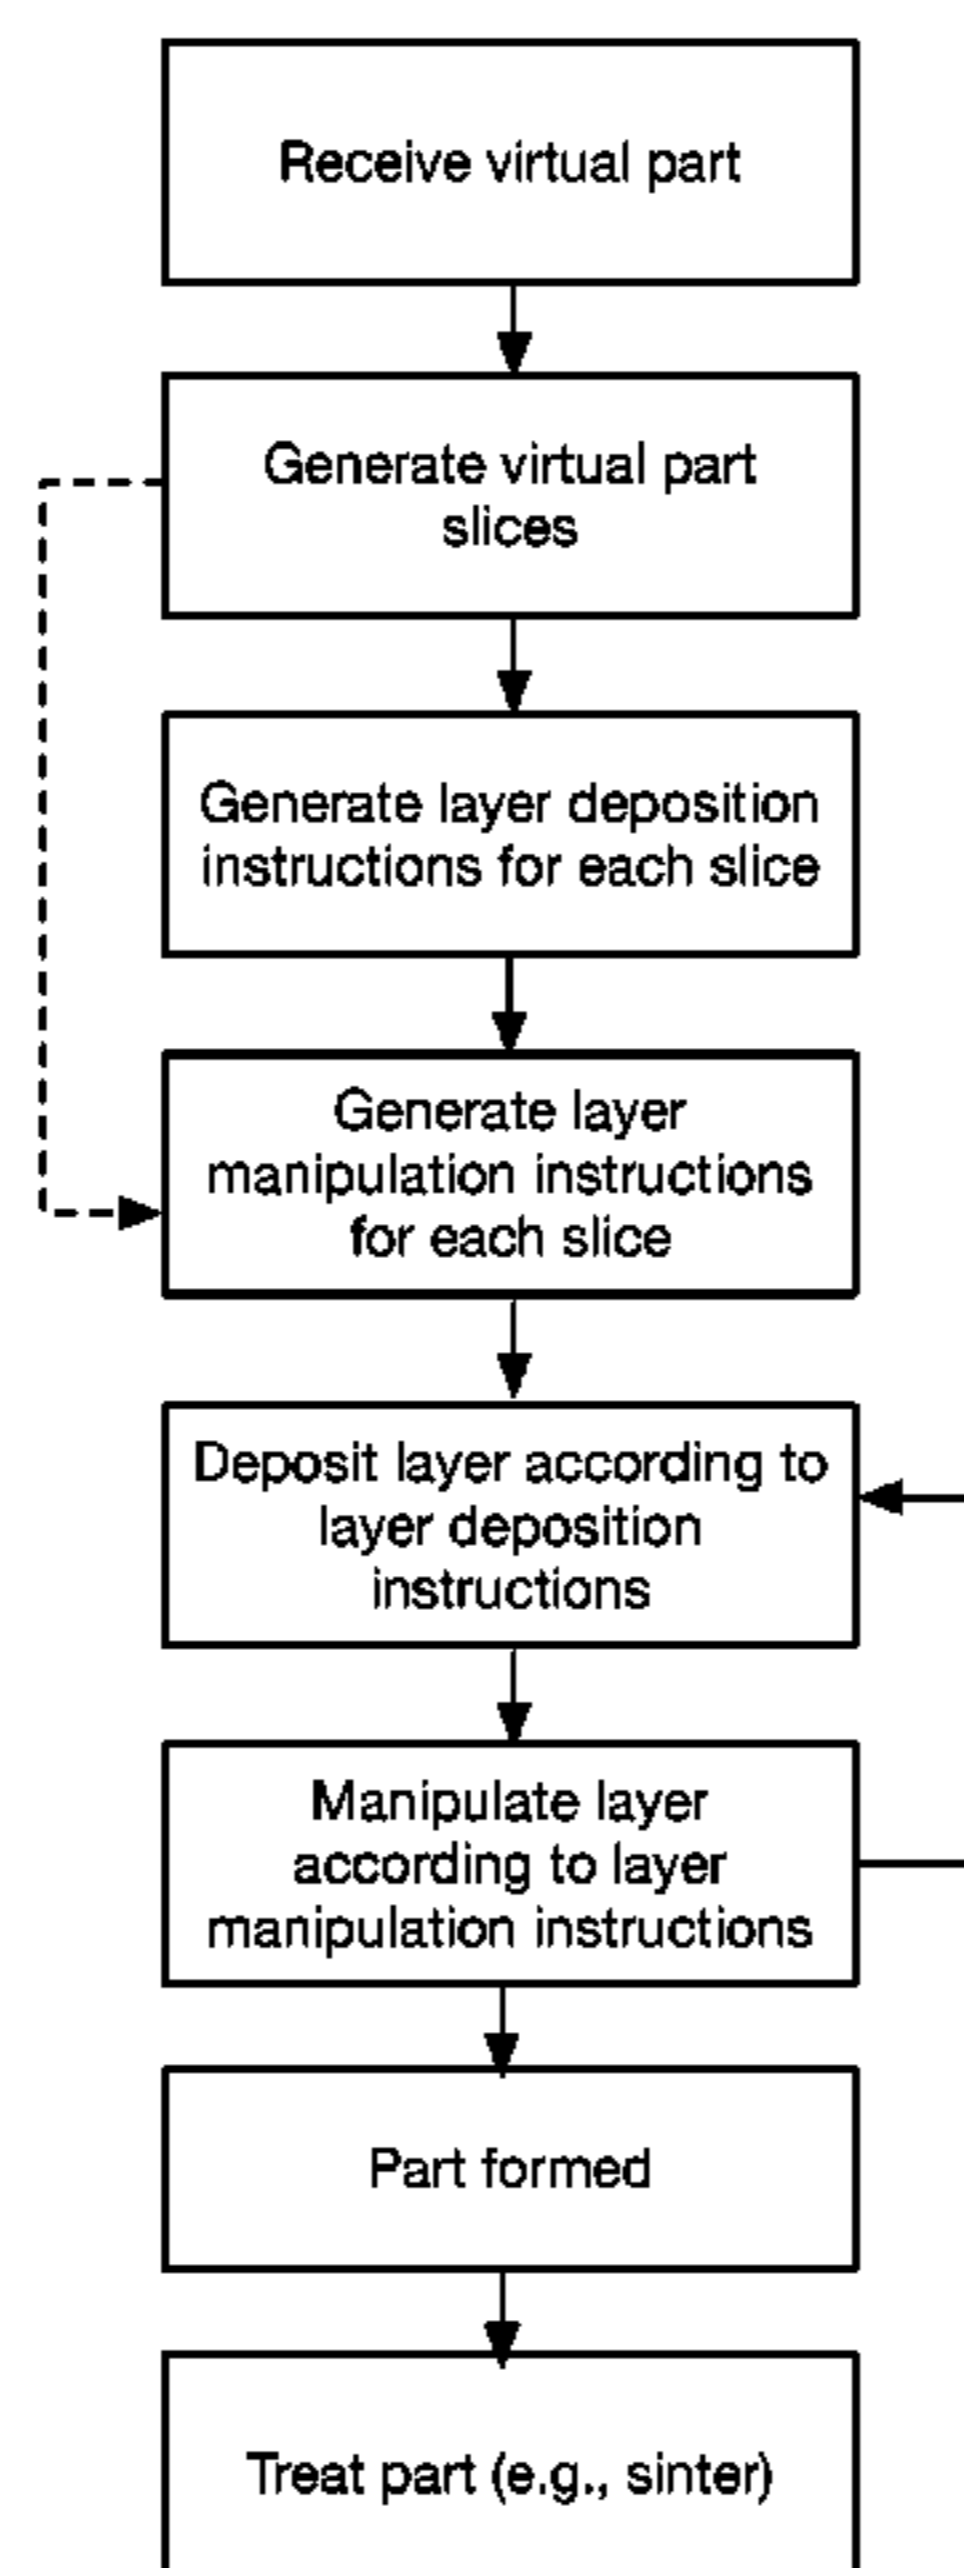 Receive virtual part
Generate virtual part
slices
Generate layer deposition
instructions for each slice
Generate layer
manipulation instructions
for each slice
Deposit layer according to
layer deposition
instructions
Manipulate layer
according to layer
manipulation instructions
Part formed
Treat part (e.g., sinter)